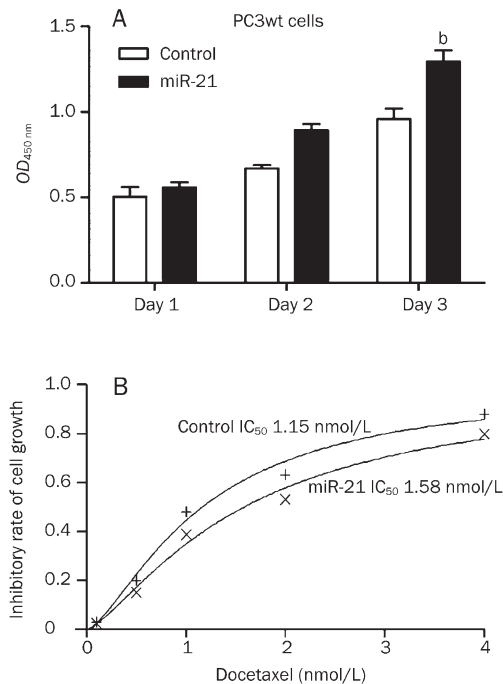 A
PC3wt cells
1.5
Control
miR-21
b
1.0
OD450 nm
0.5
0.0
Day 1 Day 2 Day 3
B
1.0
Control IC50 1.15 nmol/L
0.8
miR-21 IC50 1.58 nmol/L
0.6
Inhibitory rate of cell growth
0.4
0.2
0
0 1 2 3 4
Docetaxel (nmol/L)